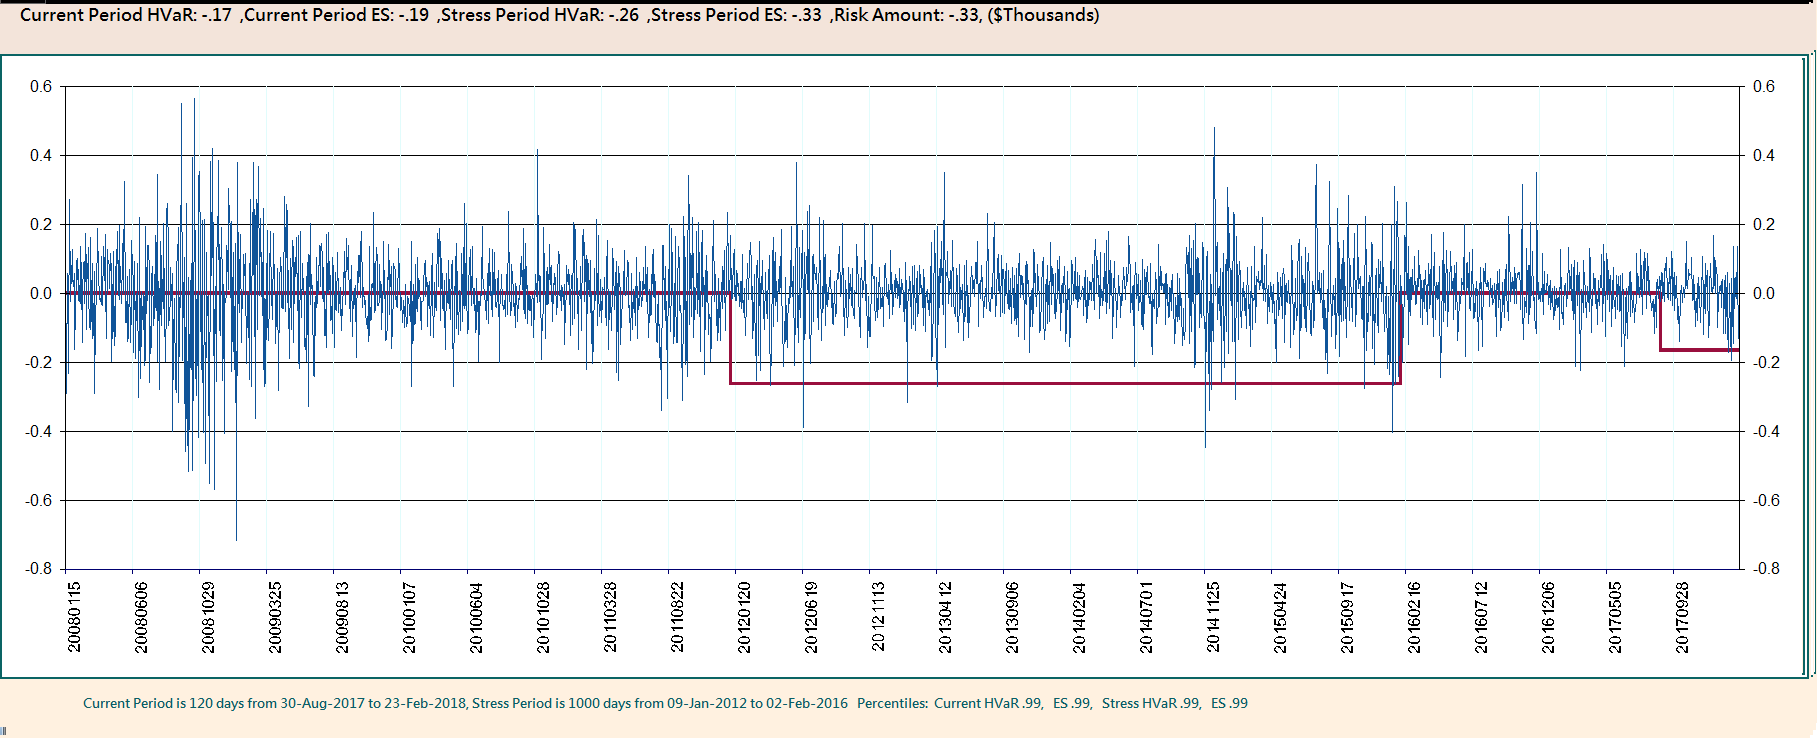 Current Period HVaR: -.17 ,Current Period ES: -.19 ,Stress Period HVaR: -.26 ,Stress Period ES: -.33 ,Risk Amount: -.33, ($Thousands)
0.6 0.6
0.4 0.4
0.2 0.2
0.0 0.0
-0.2 -0.2
-0.4 -0.4
-0.6 -0.6
-0.8 -0.8
20080115 20080606 20081029 20090325 20090813 20100107 20100604 20101028 20110328 20110822 20120120 20120619 20121113 20130412 20130906 20140204 20140701 20141125 20150424 20150917 20160216 20160712 20161206 20170505 20170928
Current Period is 120 days from 30-Aug-2017 to 23-Feb-2018, Stress Period is 1000 days from 09-Jan-2012 to 02-Feb-2016 Percentiles: Current HVaR .99, ES .99, Stress HVaR .99, ES .99